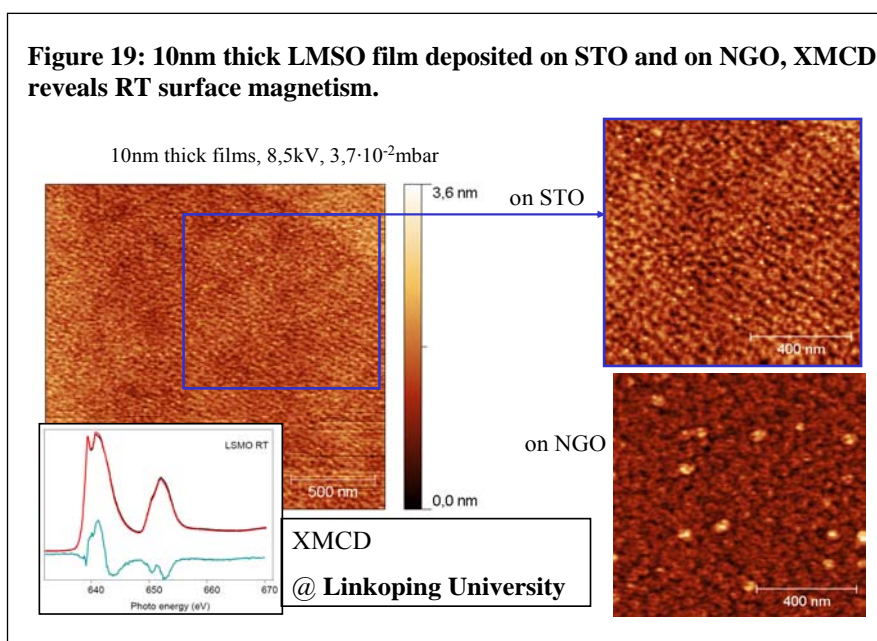 Figure 19: 10nm thick LMSO film deposited on STO and on NGO, XMCD
reveals RT surface magnetism.
10nm thick films, 8,5kV, 3,7·10⁻²mbar
3,6 nm
on STO
400 nm
on NGO
LSMO RT
500 nm
0,0 nm
640
650
660
670
Photo energy (eV)
XMCD
@ Linkoping University
400 nm